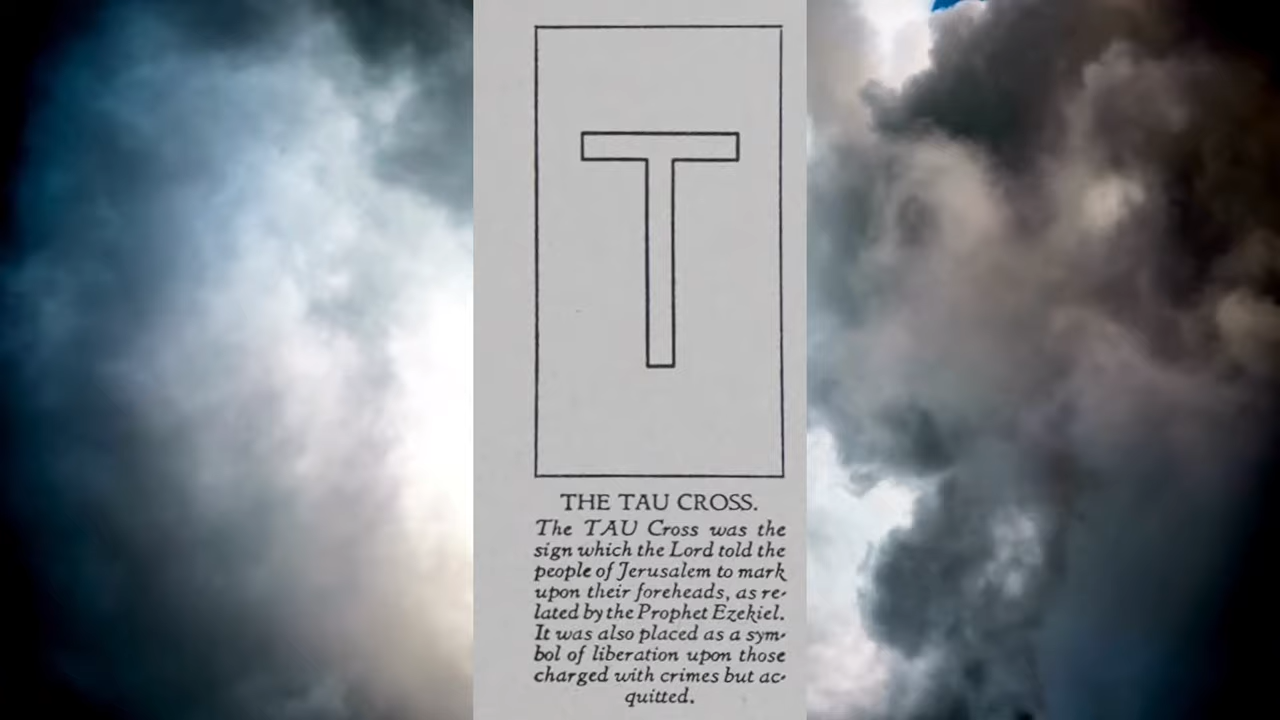 T
THE TAU CROSS.
The TAU Cross was the
sign which the Lord told the
people of Jerusalem to mark
upon their foreheads, as re-
lated by the Prophet Ezekiel.
It was also placed as a sym-
bol of liberation upon those
charged with crimes but ac-
quitted.